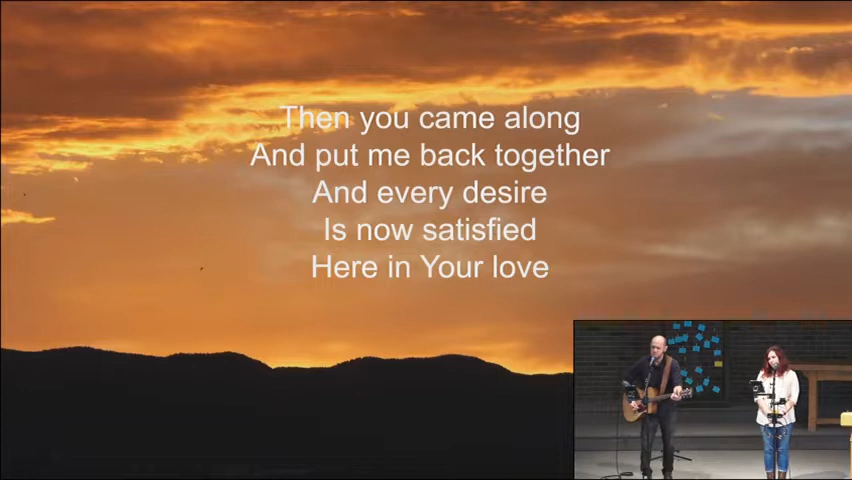 Then you came along
And put me back together
And every desire
Is now satisfied
Here in Your love